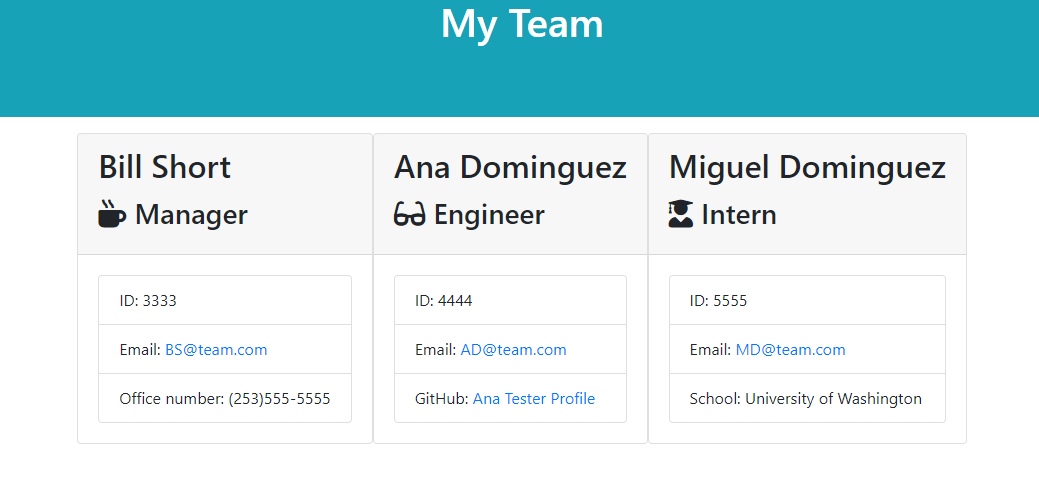 My Team
Bill Short
Manager
ID: 3333
Email: BS@team.com
Office number: (253)555-5555
Ana Dominguez
Engineer
ID: 4444
Email: AD@team.com
GitHub: Ana Tester Profile
Miguel Dominguez
Intern
ID: 5555
Email: MD@team.com
School: University of Washington